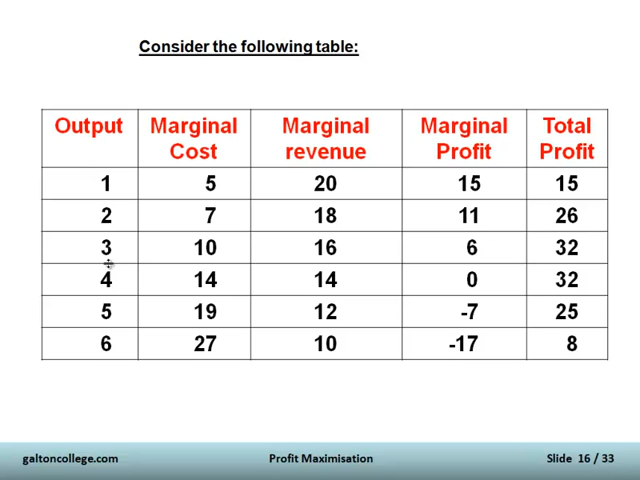 Consider the following table:
Output Marginal Cost Marginal revenue Marginal Profit Total Profit
1 5 20 15 15
2 7 18 11 26
3 10 16 6 32
4 14 14 0 32
5 19 12 -7 25
6 27 10 -17 8
galtoncollege.com Profit Maximisation Slide 16 / 33